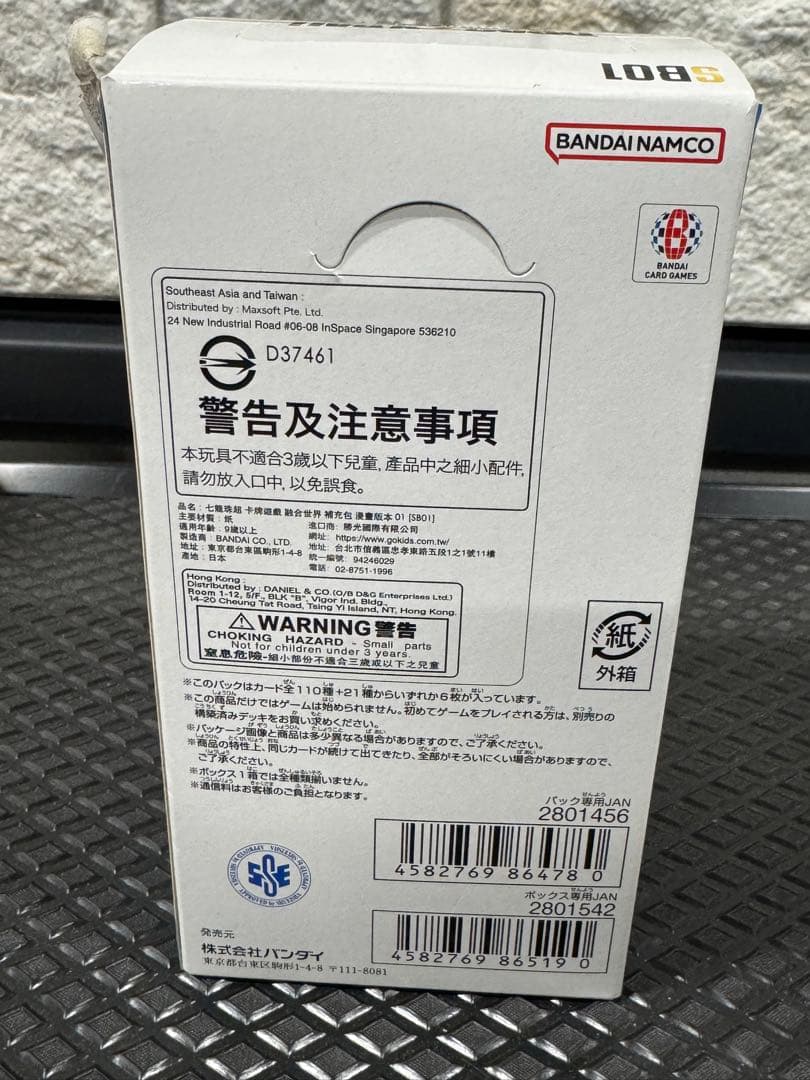 SB01
BANDAI NAMCO
B
BANDAI
CARD GAMES
Southeast Asia and Taiwan :
Distributed by : Maxsoft Pte. Ltd.
24 New Industrial Road #06-08 InSpace Singapore 536210
D37461
警告及注意事項
本玩具不適合3歲以下兒童，產品中之細小配件，
請勿放入口中，以免誤食。
品名：七龍珠超 卡牌遊戲 融合世界 補充包 漫畫版本 01 [SB01]
主要材質：紙
適用年齡：9歲以上 進口商：勝光國際有限公司
製造商：BANDAI CO., LTD. 網址：https://www.gokids.com.tw/
地址：東京都台東區駒形1-4-8 地址：台北市信義區忠孝東路五段1之1號11樓
產地：日本 統一編號：94246029
電話：02-8751-1996
Hong Kong :
Distributed by : DANIEL & CO.(O/B D&G Enterprises Ltd.)
Room 1-12, 5/F., BLK "B", Vigor Ind. Bldg.,
14-20 Cheung Tat Road, Tsing Yi Island, NT, Hong Kong.
⚠WARNING 警告
CHOKING HAZARD - Small parts
Not for children under 3 years.
窒息危險-細小部份不適合三歲或以下之兒童
紙
外箱
※このパックはカード全110種+21種からいずれか6枚が入っています。
※この商品だけではゲームは始められません。初めてゲームをプレイされる方は、別売りの
構築済みデッキをお買い求めください。
※パッケージ画像と商品は多少異なる場合がありますので、ご了承ください。
※商品の特性上、同じカードが続けて出てきたり、全部がそろいにくい場合がありますので、
ご了承ください。
※ボックス1箱では全種類揃いません。
※通信料はお客様のご負担となります。
パック専用JAN
2801456
4582769 864780
ボックス専用JAN
2801542
4582769 865190
SSE
発売元
株式会社バンダイ
東京都台東区駒形1-4-8 〒111-8081